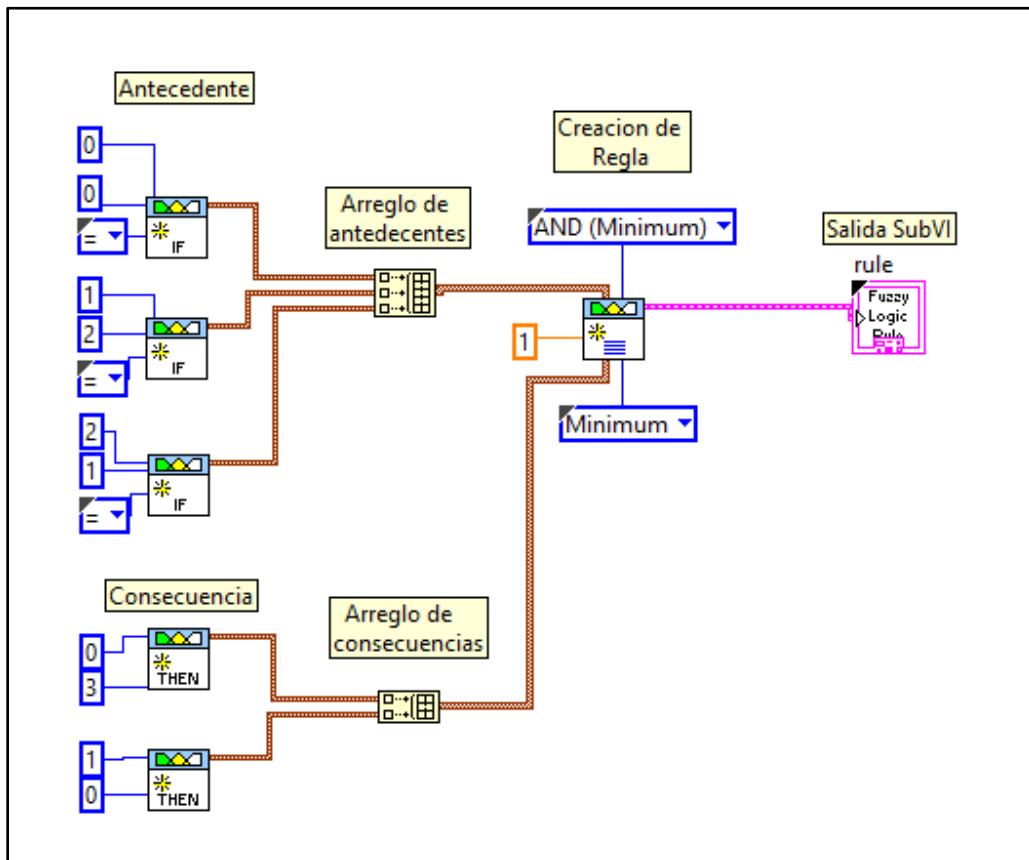 Antecedente
0
0
=
IF
1
2
=
IF
2
1
=
IF
Arreglo de
antedecentes
Creacion de
Regla
AND (Minimum)
1
Minimum
Salida SubVI
rule
Fuzzy
Logic
Rule
Consecuencia
0
3
THEN
1
0
THEN
Arreglo de
consecuencias